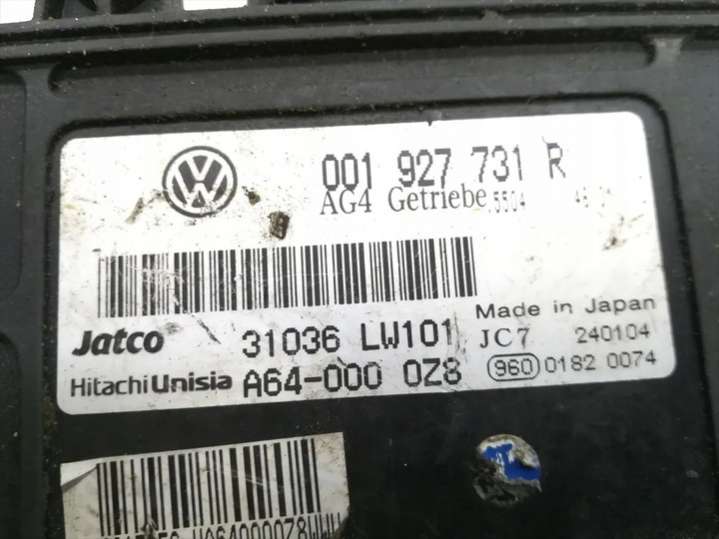 001 927 731 R
AG4 Getriebe 5504
Made in Japan
Jatco 31036 LW101 JC7 240104
HitachiUnisia A64-000 0Z8 960 0182 0074